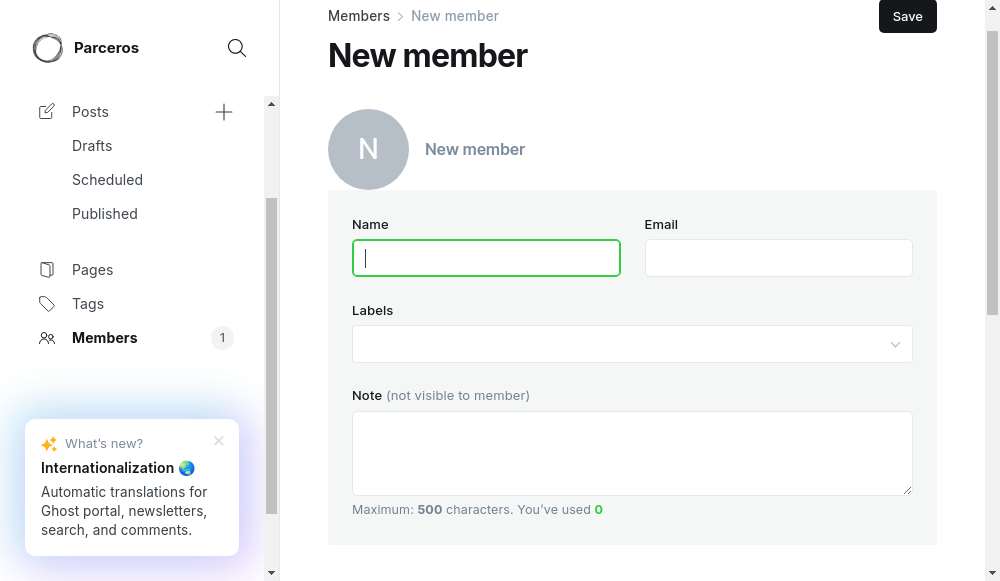 Parceros
Posts
Drafts
Scheduled
Published
Pages
Tags
Members
1
What's new?
Internationalization 🌏
Automatic translations for
Ghost portal, newsletters,
search, and comments.
Members > New member
Save
New member
N
New member
Name
Email
Labels
Note (not visible to member)
Maximum: 500 characters. You've used 0